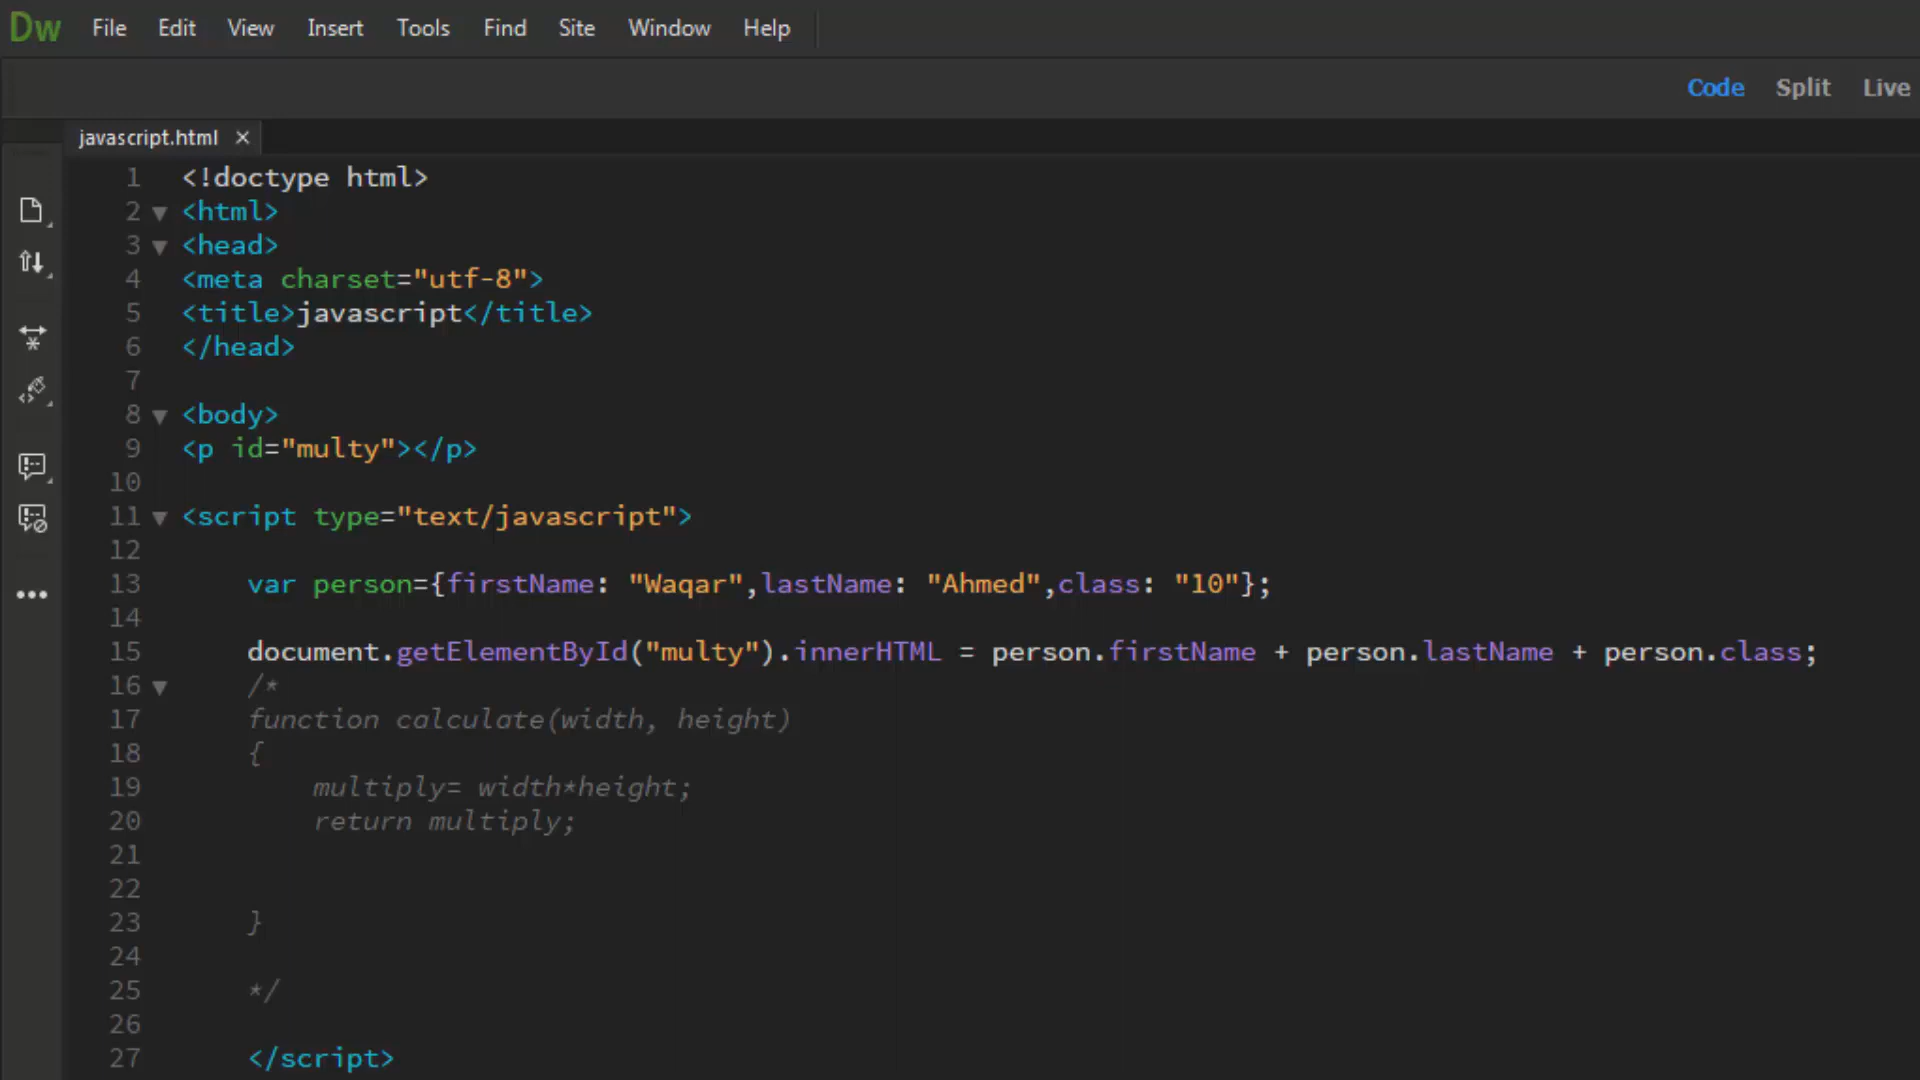 Dw File Edit View Insert Tools Find Site Window Help
Code Split Live
javascript.html ×
1 <!doctype html>
2 <html>
3 <head>
4 <meta charset="utf-8">
5 <title>javascript</title>
6 </head>
7
8 <body>
9 <p id="multy"></p>
10
11 <script type="text/javascript">
12
13 var person={firstName: "Waqar",lastName: "Ahmed",class: "10"};
14
15 document.getElementById("multy").innerHTML = person.firstName + person.lastName + person.class;
16 /*
17 function calculate(width, height)
18 {
19 multiply= width*height;
20 return multiply;
21
22
23 }
24
25 */
26
27 </script>